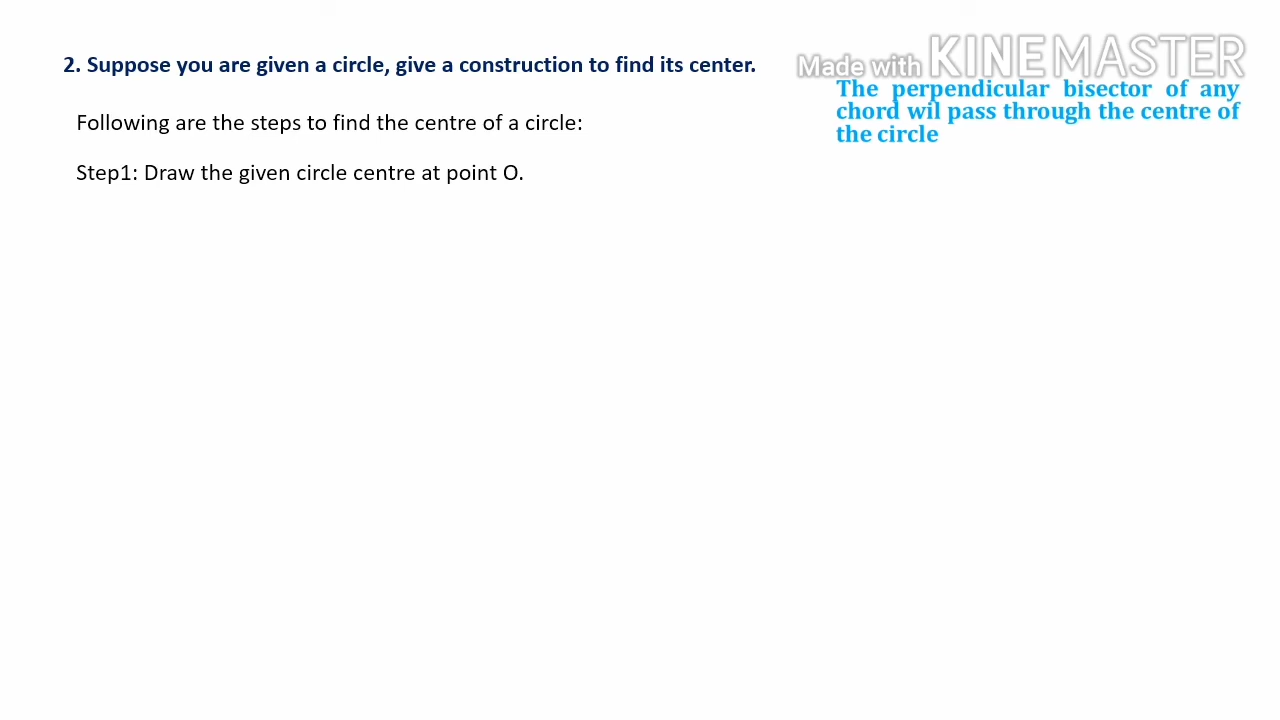 2. Suppose you are given a circle, give a construction to find its center.
Made with KINEMASTER
The perpendicular bisector of any
chord wil pass through the centre of
the circle
Following are the steps to find the centre of a circle:
Step1: Draw the given circle centre at point O.